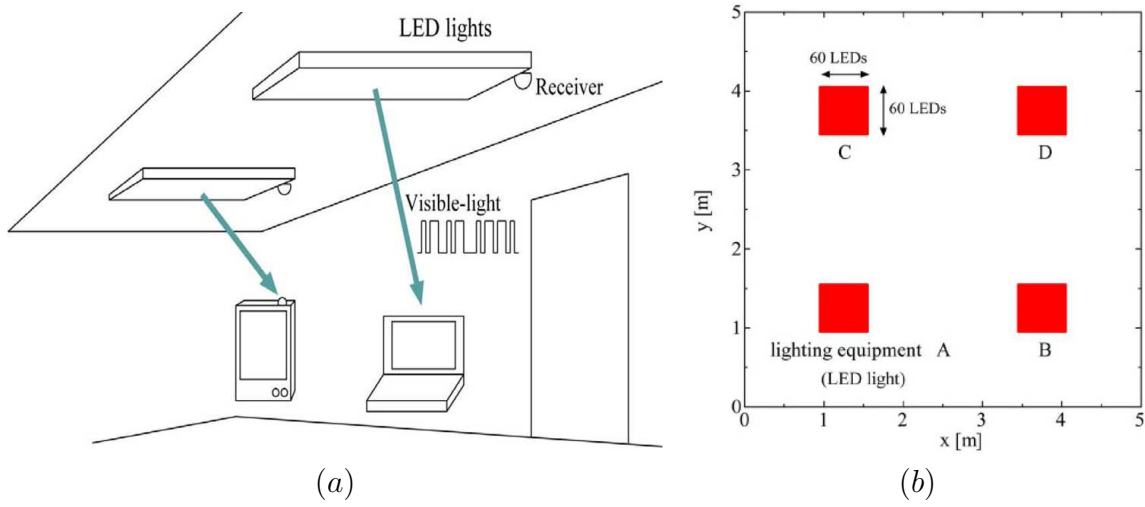 LED lights
Receiver
Visible-light
(a)
5
4
3
2
1
0
y [m]
60 LEDs
60 LEDs
C
D
lighting equipment A
(LED light)
B
0 1 2 3 4 5
x [m]
(b)